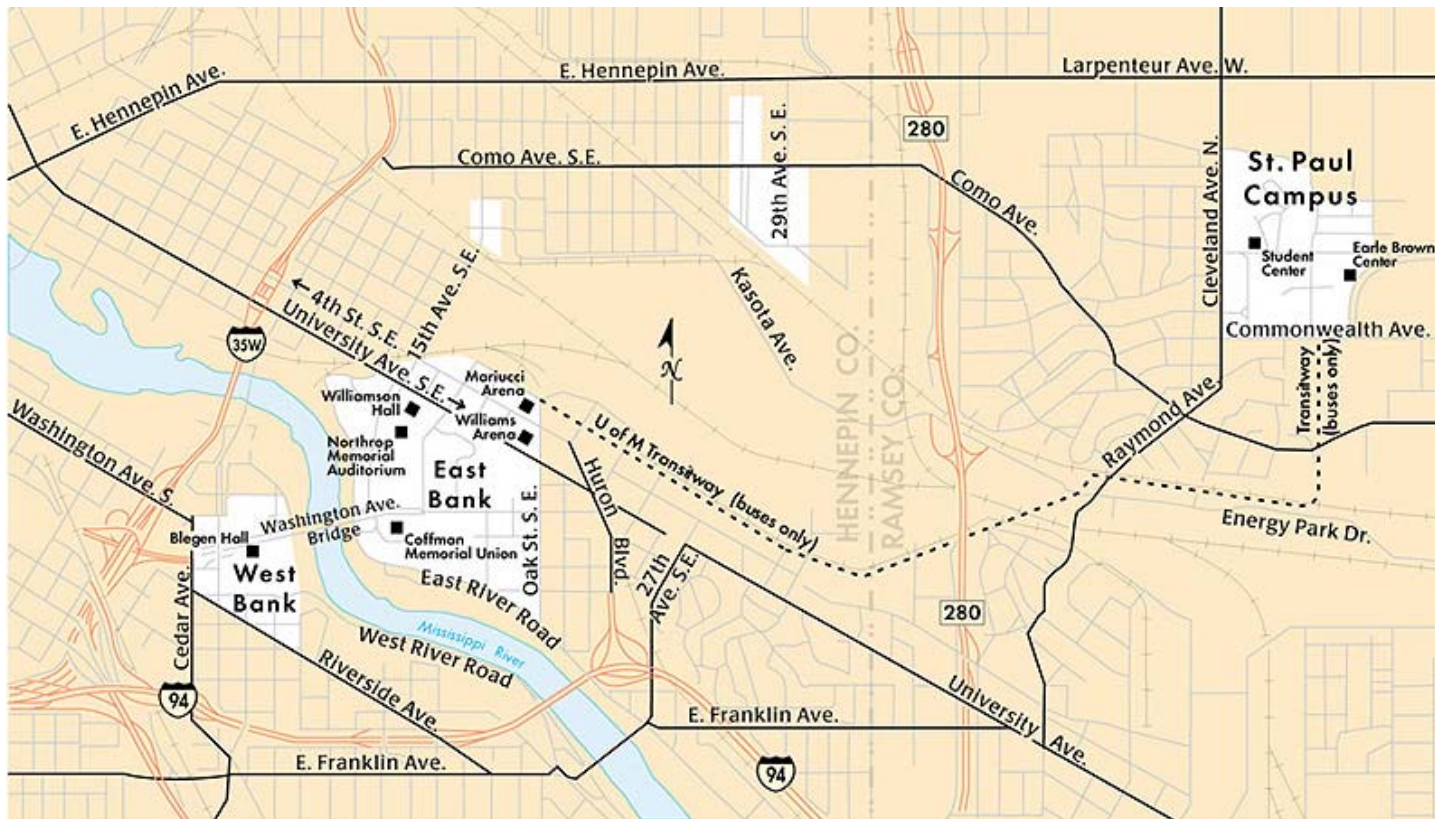 E. Hennepin Ave.
E. Hennepin Ave.
Larpenteur Ave. W.
280
Como Ave. S.E.
29th Ave. S. E.
Como Ave.
Cleveland Ave. N.
St. Paul
Campus
Student
Center
Earle Brown
Center
Commonwealth Ave.
Transitway
(buses only)
Kasota Ave.
N
HENNEPIN CO.
RAMSEY CO.
15th Ave. S.E.
← 4th St. S.E.
University Ave. S.E. →
35W
Mariucci
Arena
Williamson
Hall
Williams
Arena
Northrop
Memorial
Auditorium
East
Bank
U of M Transitway (buses only)
Raymond Ave.
Energy Park Dr.
Washington Ave. S.
Huron
Blvd.
Oak St. S. E.
Washington Ave.
Bridge
Blegen Hall
Coffman
Memorial Union
West
Bank
27th
Ave. S.E.
280
East River Road
Mississippi River
West River Road
Cedar Ave.
Riverside Ave.
94
University Ave.
E. Franklin Ave.
E. Franklin Ave.
94